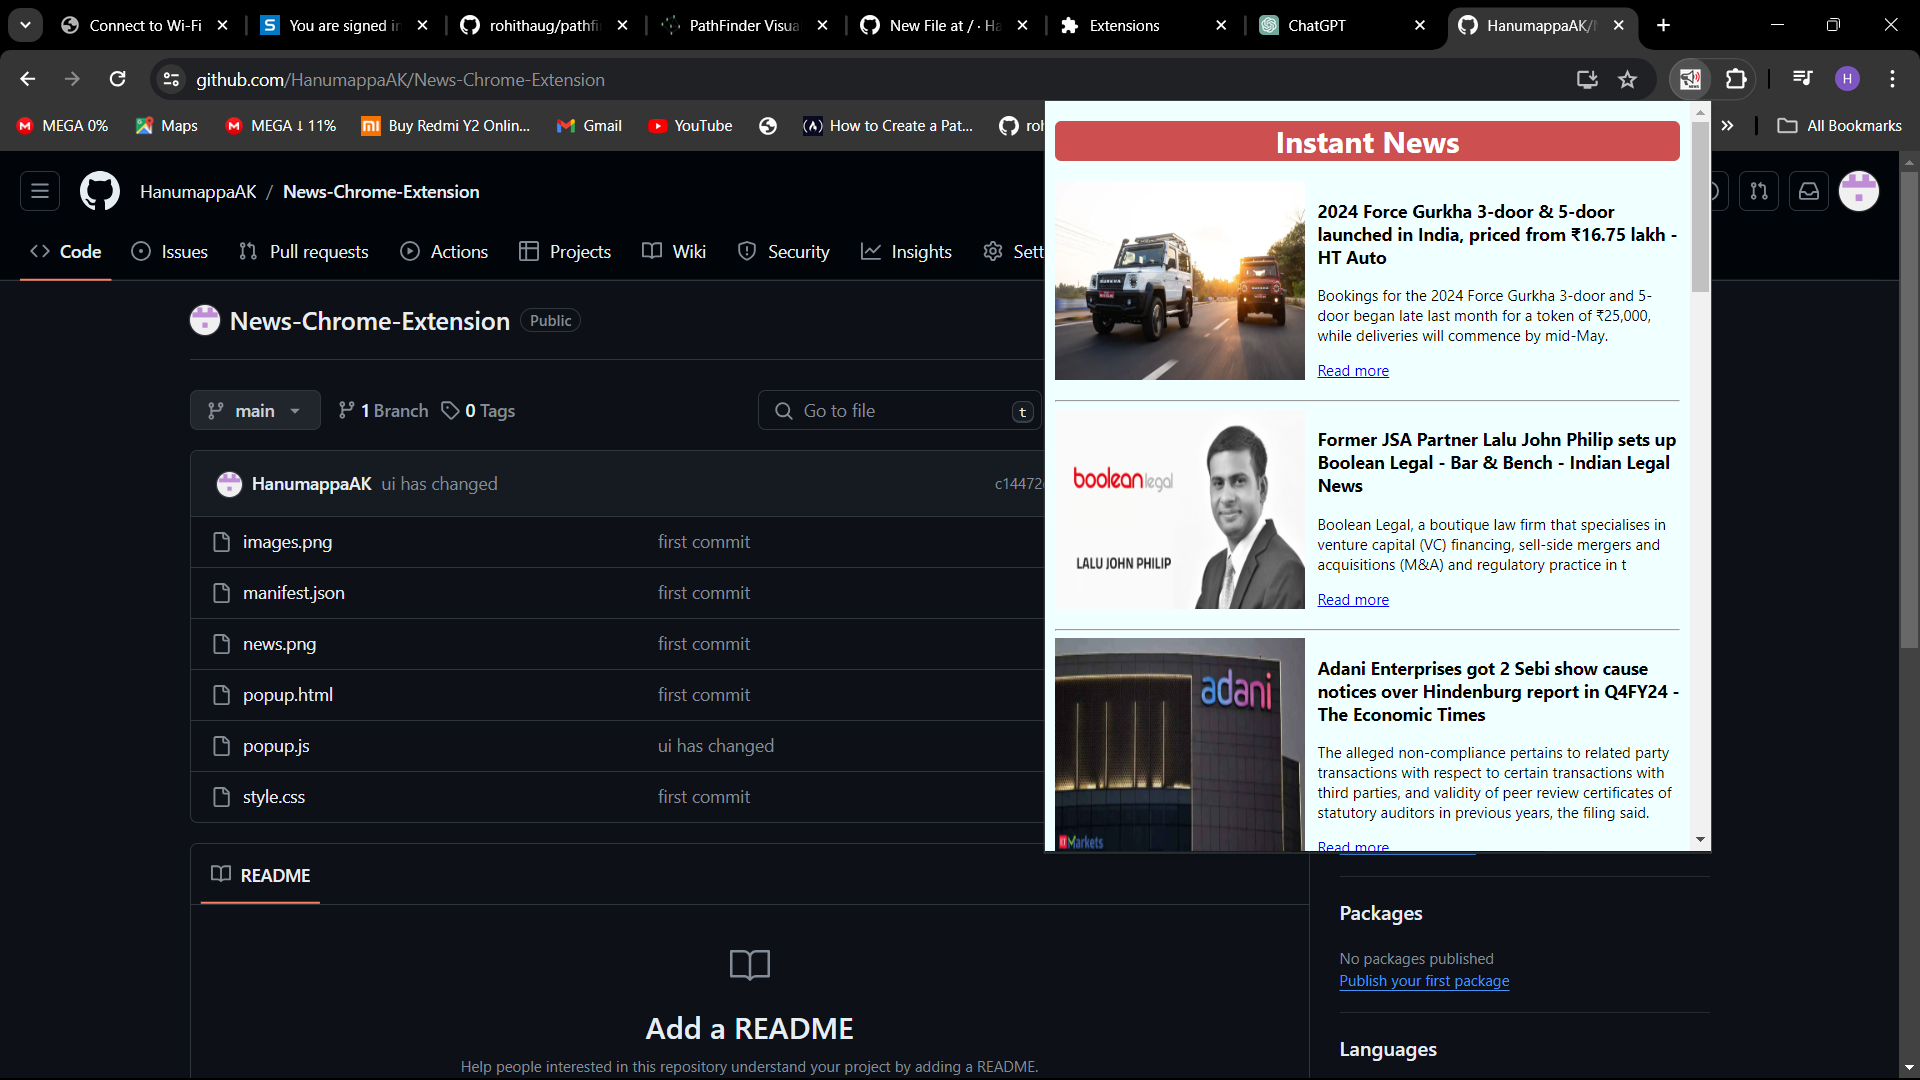 Connect to Wi-Fi
You are signed in
rohithaug/pathfi
PathFinder Visua
New File at / · Ha
Extensions
ChatGPT
HanumappaAK/N
github.com/HanumappaAK/News-Chrome-Extension
H
MEGA 0%
Maps
MEGA ↓ 11%
Buy Redmi Y2 Onlin...
Gmail
YouTube
How to Create a Pat...
roh
All Bookmarks
HanumappaAK / News-Chrome-Extension
Code
Issues
Pull requests
Actions
Projects
Wiki
Security
Insights
Sett
News-Chrome-Extension
Public
main
1 Branch
0 Tags
Go to file
t
HanumappaAK ui has changed
c14472
images.png
first commit
manifest.json
first commit
news.png
first commit
popup.html
first commit
popup.js
ui has changed
style.css
first commit
README
Add a README
Help people interested in this repository understand your project by adding a README.
Instant News
2024 Force Gurkha 3-door & 5-door
launched in India, priced from ₹16.75 lakh -
HT Auto
Bookings for the 2024 Force Gurkha 3-door and 5-
door began late last month for a token of ₹25,000,
while deliveries will commence by mid-May.
Read more
boolean legal
LALU JOHN PHILIP
Former JSA Partner Lalu John Philip sets up
Boolean Legal - Bar & Bench - Indian Legal
News
Boolean Legal, a boutique law firm that specialises in
venture capital (VC) financing, sell-side mergers and
acquisitions (M&A) and regulatory practice in t
Read more
adani
ETMarkets
Adani Enterprises got 2 Sebi show cause
notices over Hindenburg report in Q4FY24 -
The Economic Times
The alleged non-compliance pertains to related party
transactions with respect to certain transactions with
third parties, and validity of peer review certificates of
statutory auditors in previous years, the filing said.
Read more
Packages
No packages published
Publish your first package
Languages